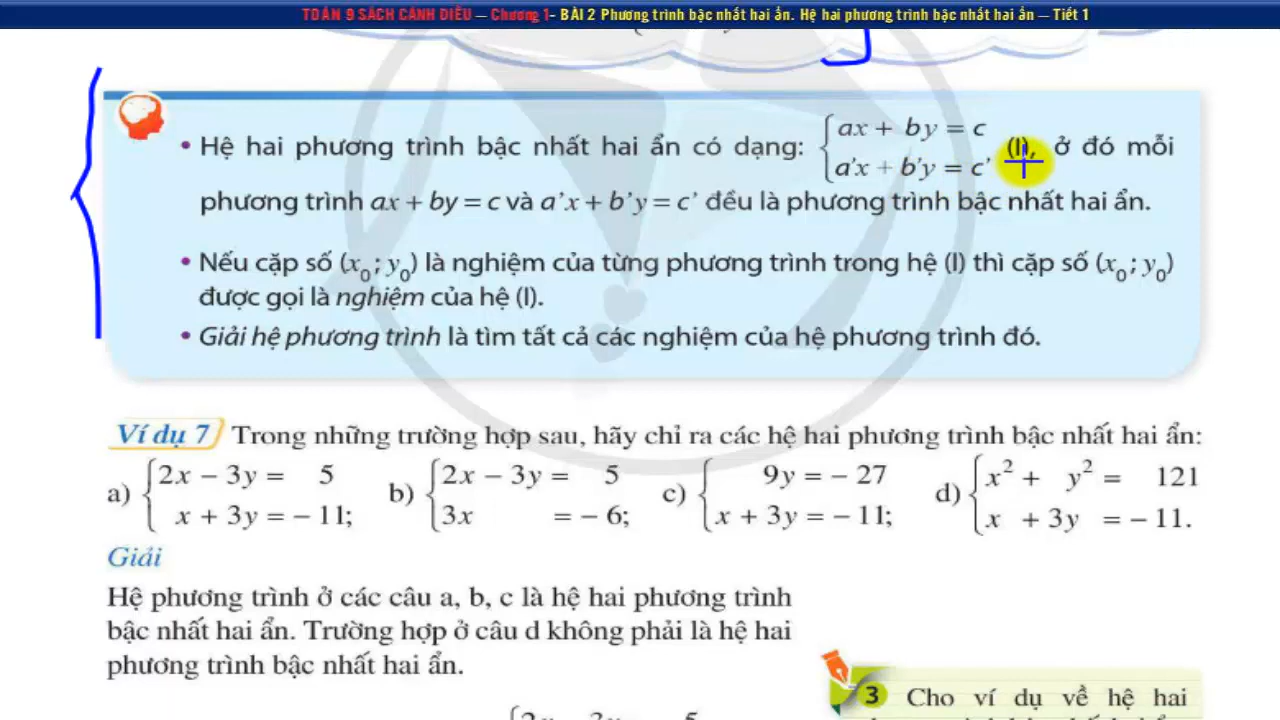 TOÁN 9 SÁCH CÁNH DIỀU – Chương 1- BÀI 2 Phương trình bậc nhất hai ẩn. Hệ hai phương trình bậc nhất hai ẩn – Tiết 1
• Hệ hai phương trình bậc nhất hai ẩn có dạng: { ax + by = c
a’x + b’y = c’ (I), ở đó mỗi
phương trình ax + by = c và a’x + b’y = c’ đều là phương trình bậc nhất hai ẩn.
• Nếu cặp số (x₀ ; y₀) là nghiệm của từng phương trình trong hệ (I) thì cặp số (x₀ ; y₀)
được gọi là nghiệm của hệ (I).
• Giải hệ phương trình là tìm tất cả các nghiệm của hệ phương trình đó.
Ví dụ 7 Trong những trường hợp sau, hãy chỉ ra các hệ hai phương trình bậc nhất hai ẩn:
a) { 2x – 3y = 5
x + 3y = – 11;
b) { 2x – 3y = 5
3x = – 6;
c) { 9y = – 27
x + 3y = – 11;
d) { x² + y² = 121
x + 3y = – 11.
Giải
Hệ phương trình ở các câu a, b, c là hệ hai phương trình
bậc nhất hai ẩn. Trường hợp ở câu d không phải là hệ hai
phương trình bậc nhất hai ẩn.
3 Cho ví dụ về hệ hai